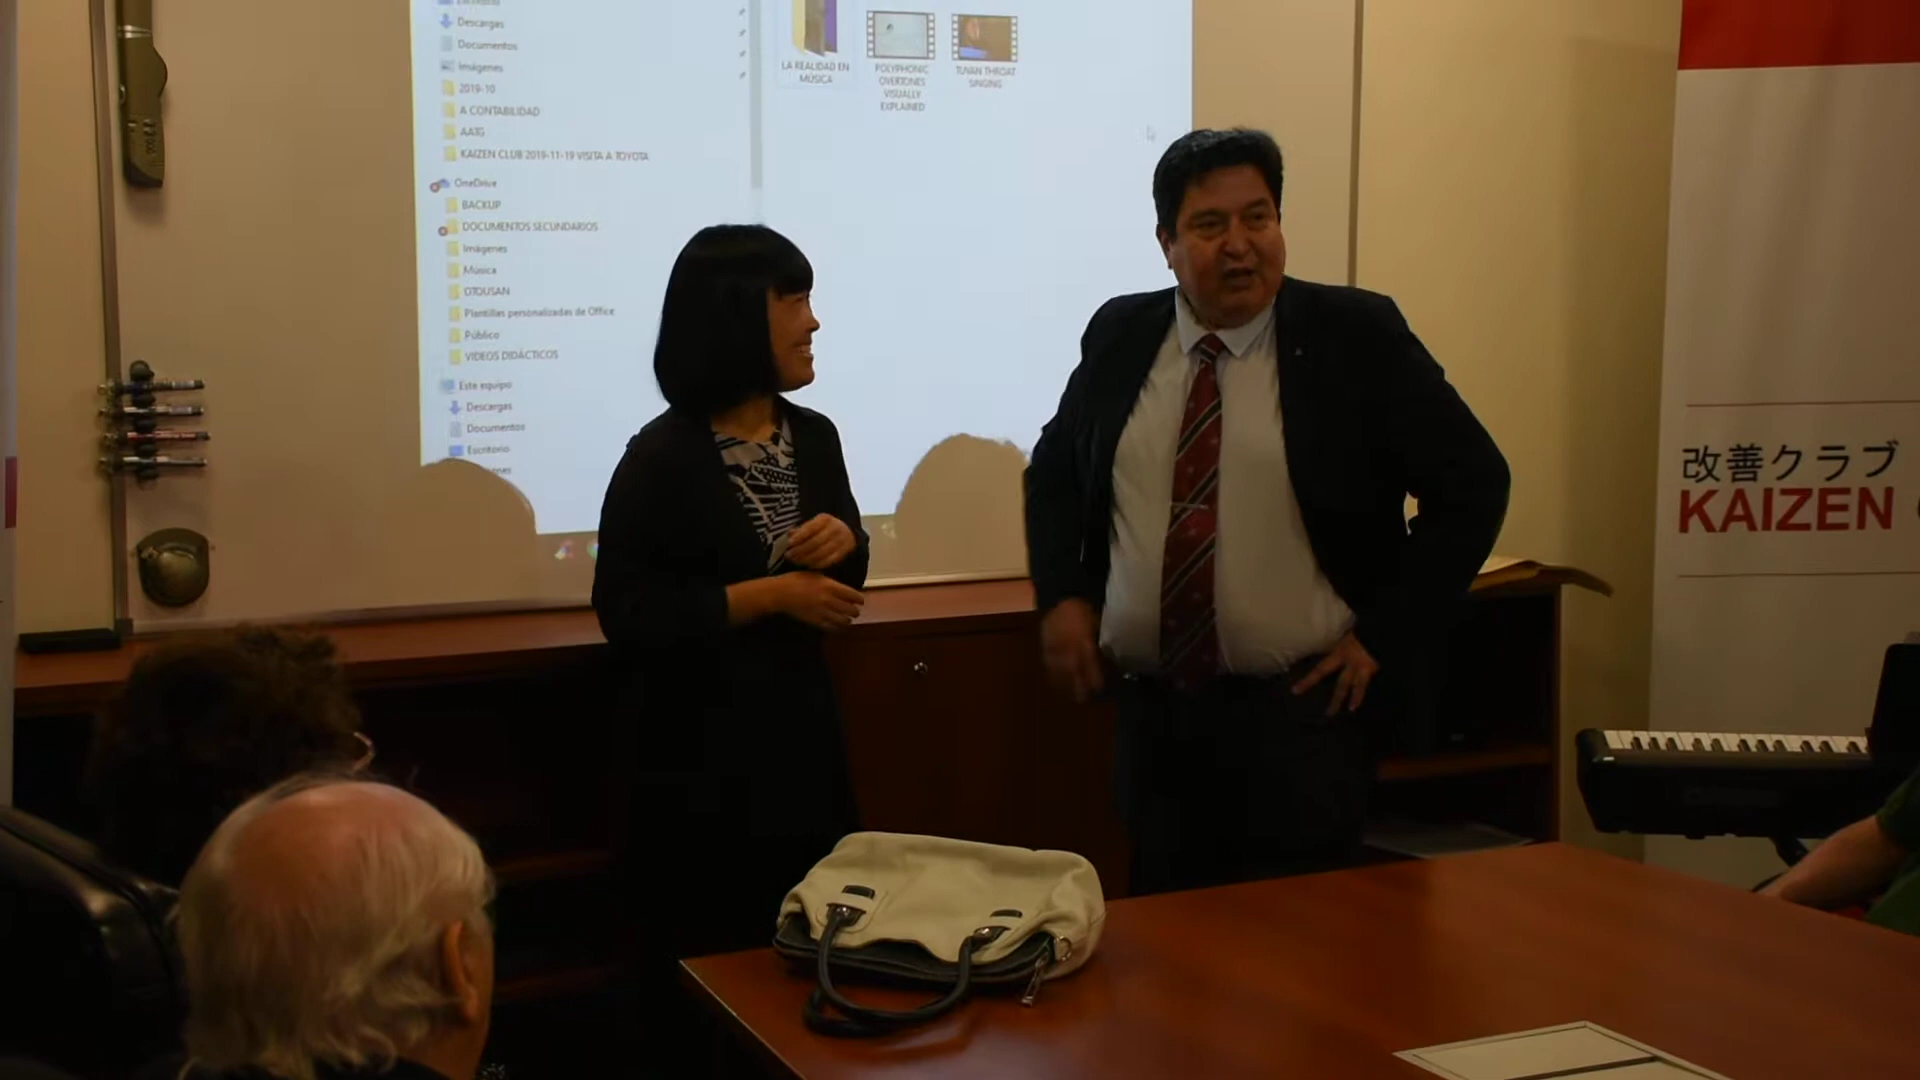 Descargas
Documentos
Imágenes
2019-10
A CONTABILIDAD
AATG
KAIZEN CLUB 2019-11-19 VISITA A TOYOTA
OneDrive
BACKUP
DOCUMENTOS SECUNDARIOS
Imágenes
Música
OTOUSAN
Plantillas personalizadas de Office
Público
VIDEOS DIDÁCTICOS
Este equipo
Descargas
Documentos
Escritorio
LA REALIDAD EN
MÚSICA
POLYPHONIC
OVERTONES
VISUALLY
EXPLAINED
TUVAN THROAT
SINGING
改善クラブ
KAIZEN